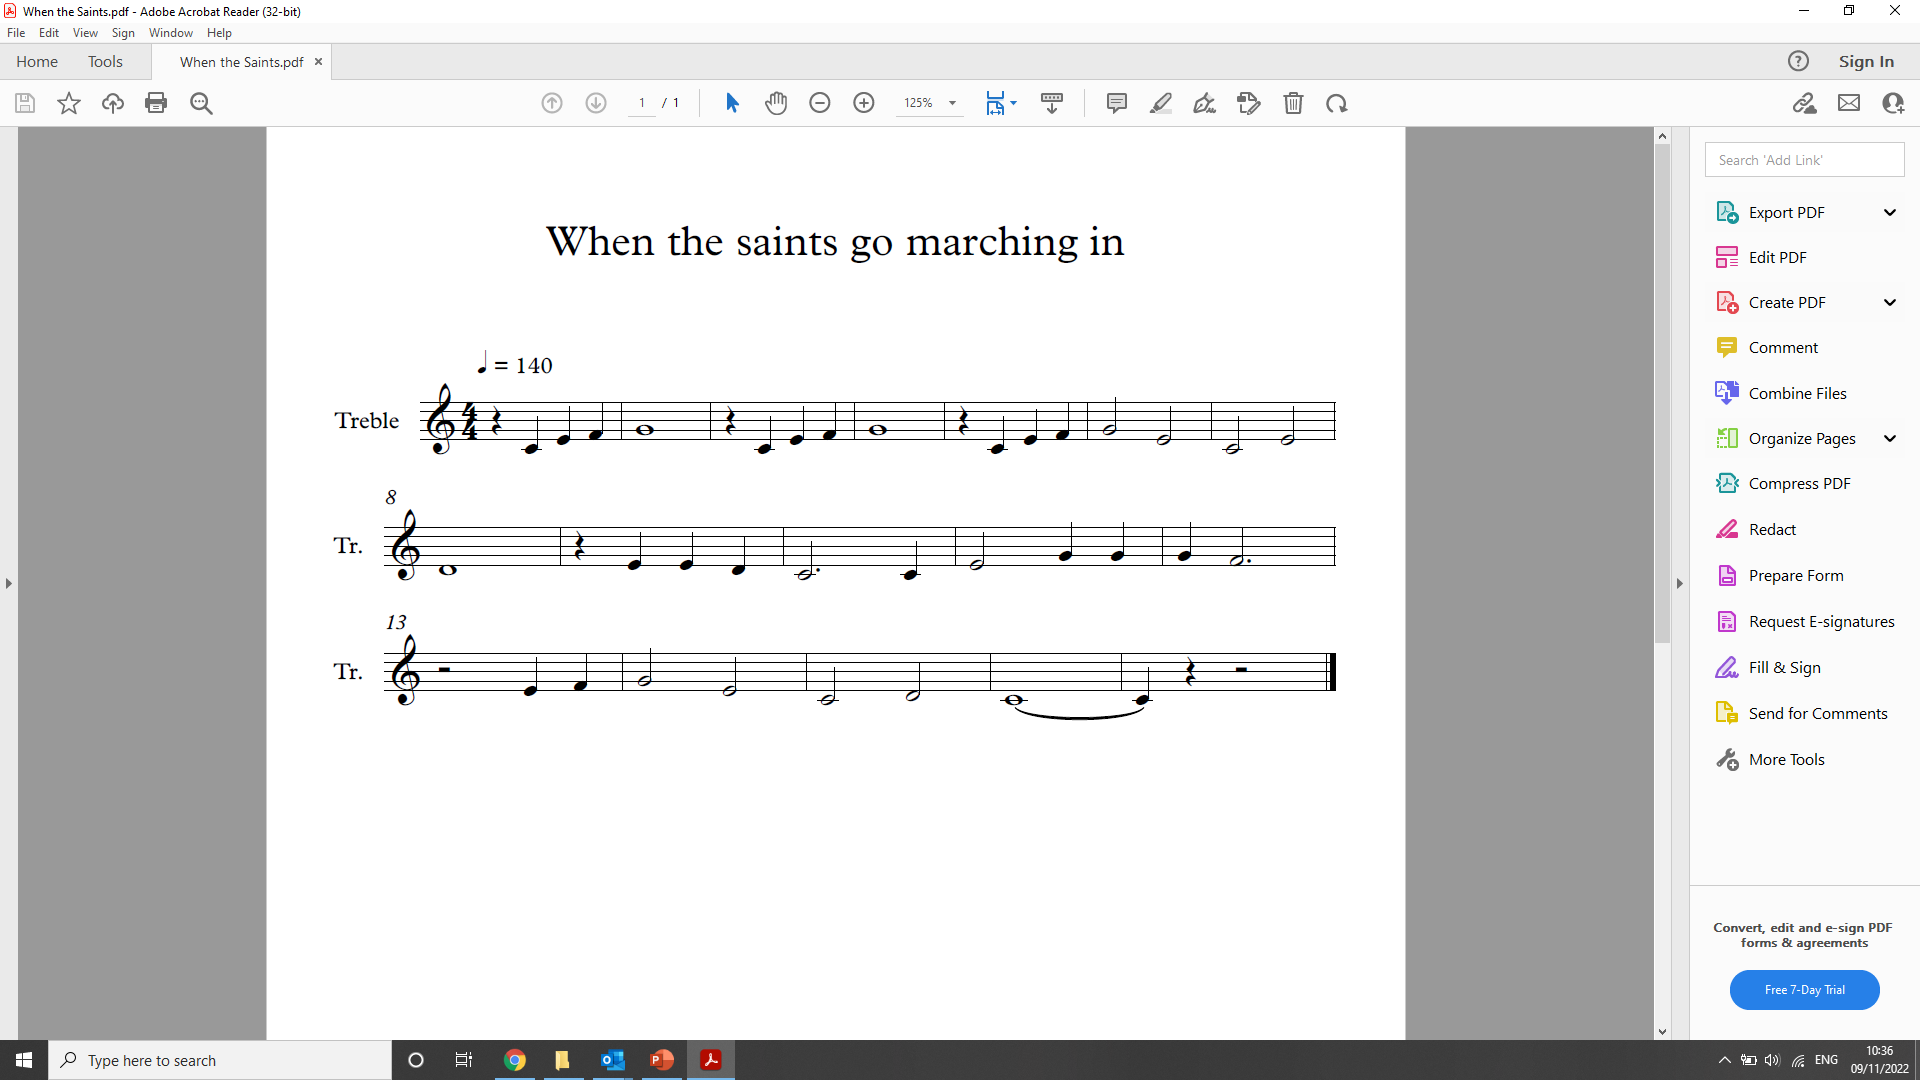 When the Saints.pdf - Adobe Acrobat Reader (32-bit)
File Edit View Sign Window Help
Home Tools When the Saints.pdf × Sign In
1 / 1 125%
Search 'Add Link'
Export PDF
Edit PDF
Create PDF
Comment
Combine Files
Organize Pages
Compress PDF
Redact
Prepare Form
Request E-signatures
Fill & Sign
Send for Comments
More Tools
Convert, edit and e-sign PDF
forms & agreements
Free 7-Day Trial
When the saints go marching in
= 140
Treble 4
4
8
Tr.
13
Tr.
Type here to search
ENG
10:36
09/11/2022